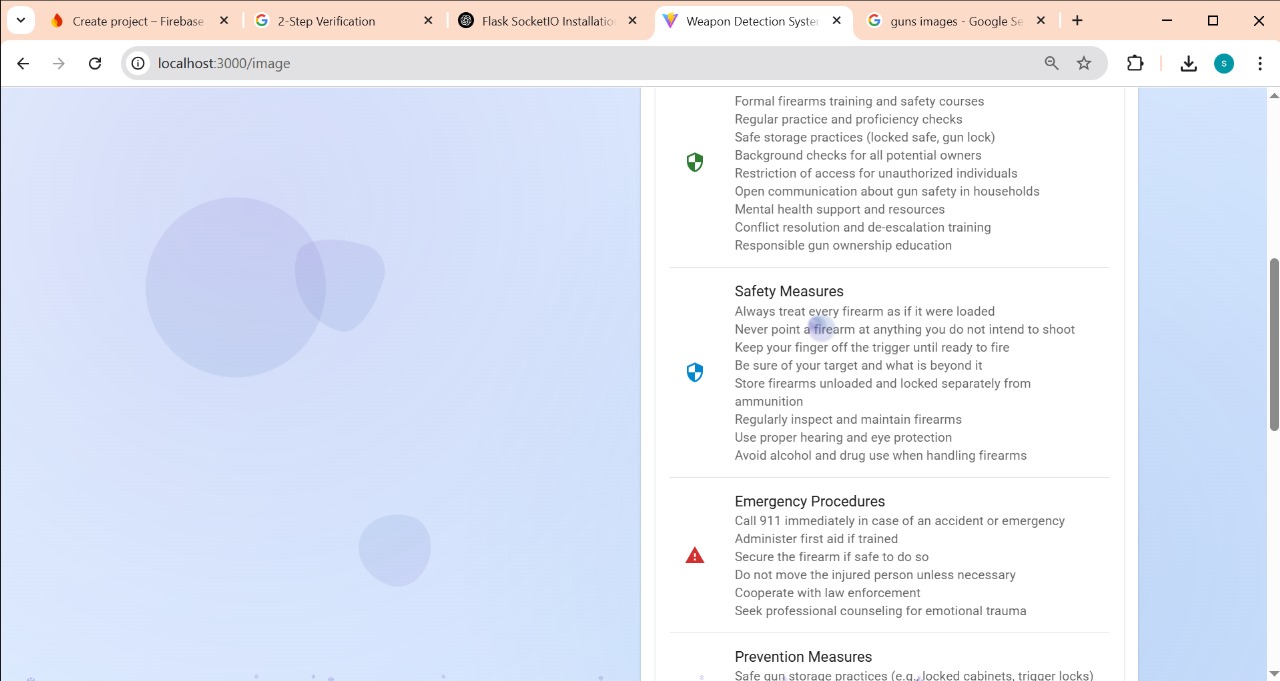 Create project – Firebase
2-Step Verification
Flask SocketIO Installatio
Weapon Detection Syste
guns images - Google Se
localhost:3000/image
s
Formal firearms training and safety courses
Regular practice and proficiency checks
Safe storage practices (locked safe, gun lock)
Background checks for all potential owners
Restriction of access for unauthorized individuals
Open communication about gun safety in households
Mental health support and resources
Conflict resolution and de-escalation training
Responsible gun ownership education
Safety Measures
Always treat every firearm as if it were loaded
Never point a firearm at anything you do not intend to shoot
Keep your finger off the trigger until ready to fire
Be sure of your target and what is beyond it
Store firearms unloaded and locked separately from
ammunition
Regularly inspect and maintain firearms
Use proper hearing and eye protection
Avoid alcohol and drug use when handling firearms
Emergency Procedures
Call 911 immediately in case of an accident or emergency
Administer first aid if trained
Secure the firearm if safe to do so
Do not move the injured person unless necessary
Cooperate with law enforcement
Seek professional counseling for emotional trauma
Prevention Measures
Safe gun storage practices (e.g., locked cabinets, trigger locks)